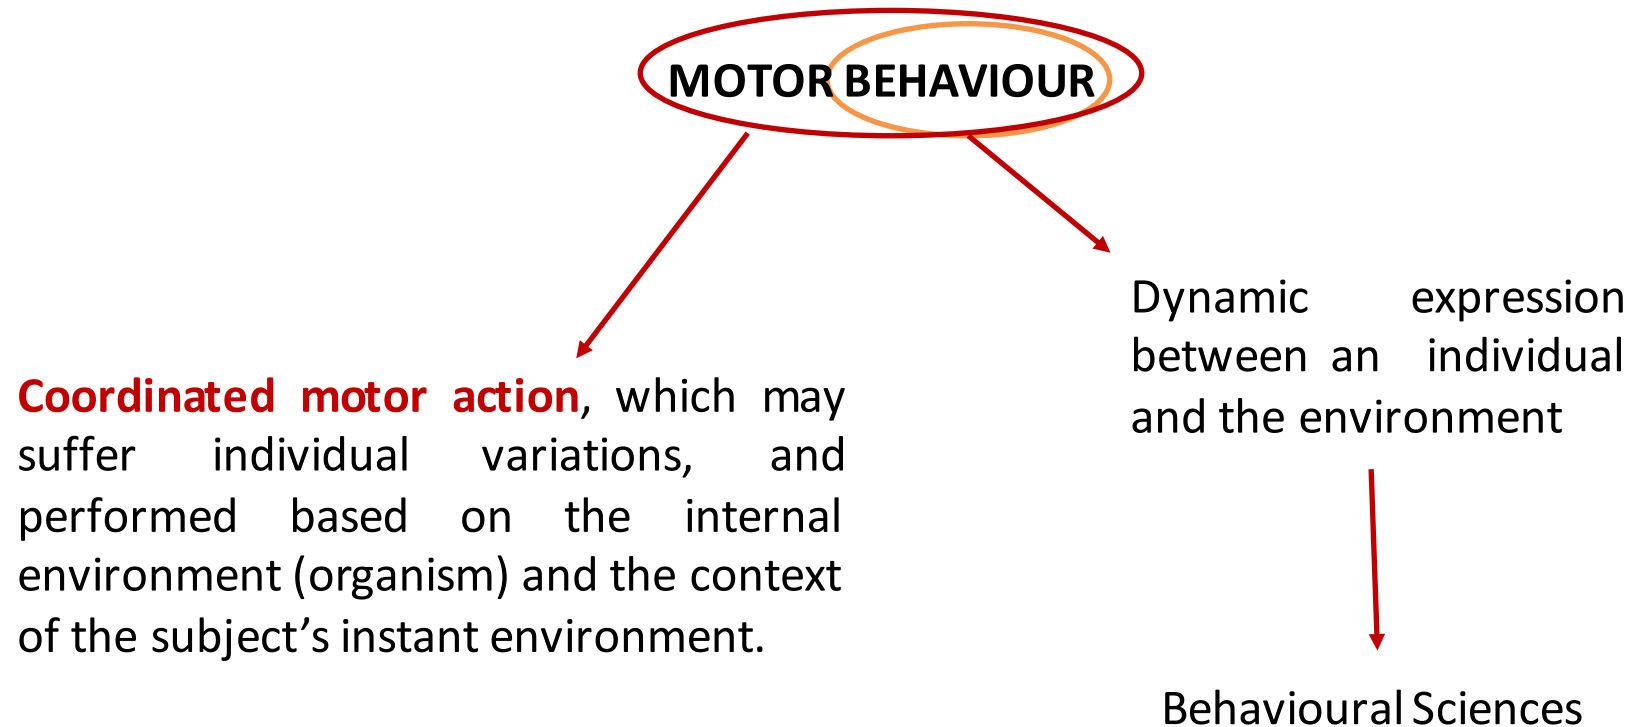 MOTOR BEHAVIOUR
Coordinated motor action, which may
suffer individual variations, and
performed based on the internal
environment (organism) and the context
of the subject’s instant environment.
Dynamic expression
between an individual
and the environment
Behavioural Sciences